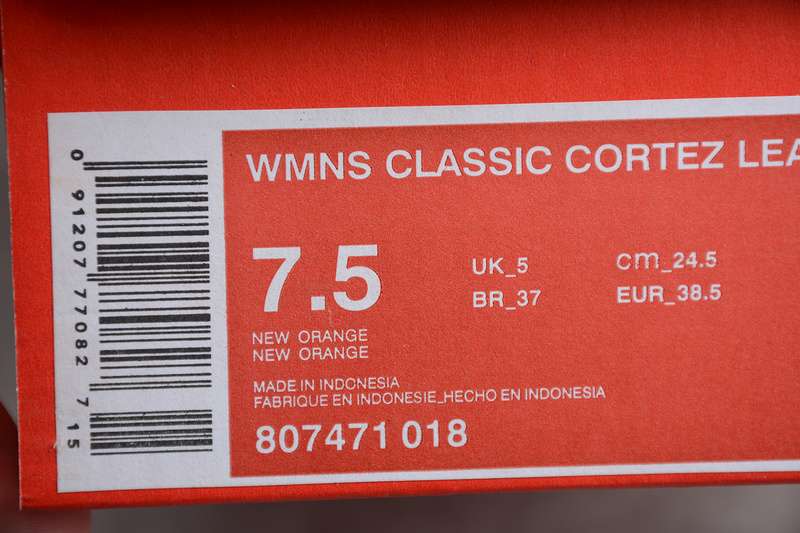 WMNS CLASSIC CORTEZ LEA
7.5
UK_5
cm_24.5
BR_37
EUR_38.5
NEW ORANGE
NEW ORANGE
MADE IN INDONESIA
FABRIQUE EN INDONESIE_HECHO EN INDONESIA
807471 018
0 91207 77082 7 15